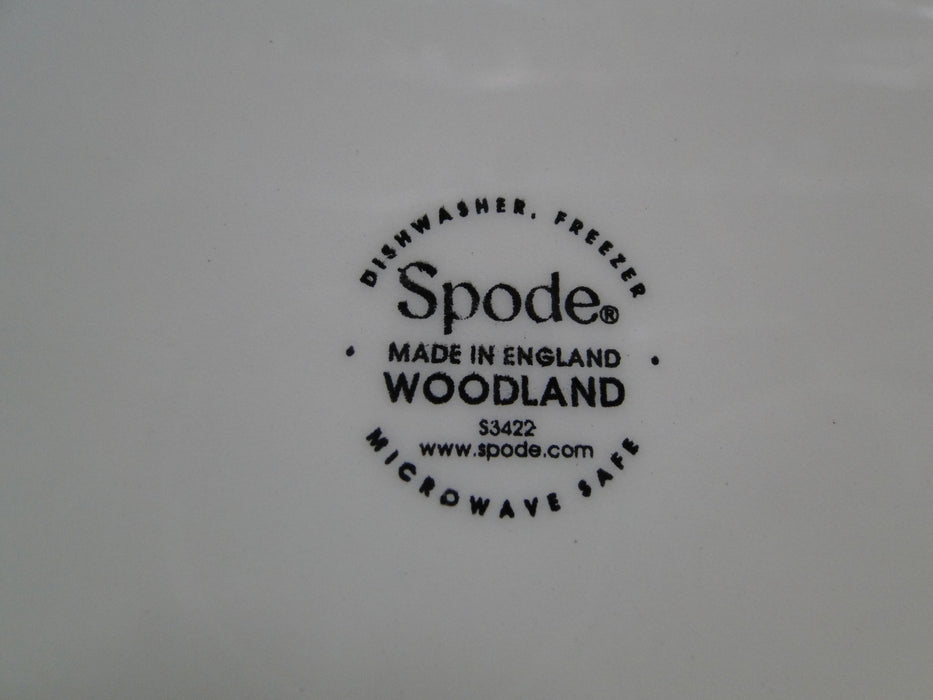 DISHWASHER, FREEZER
Spode®
• MADE IN ENGLAND •
WOODLAND
S3422
www.spode.com
MICROWAVE SAFE